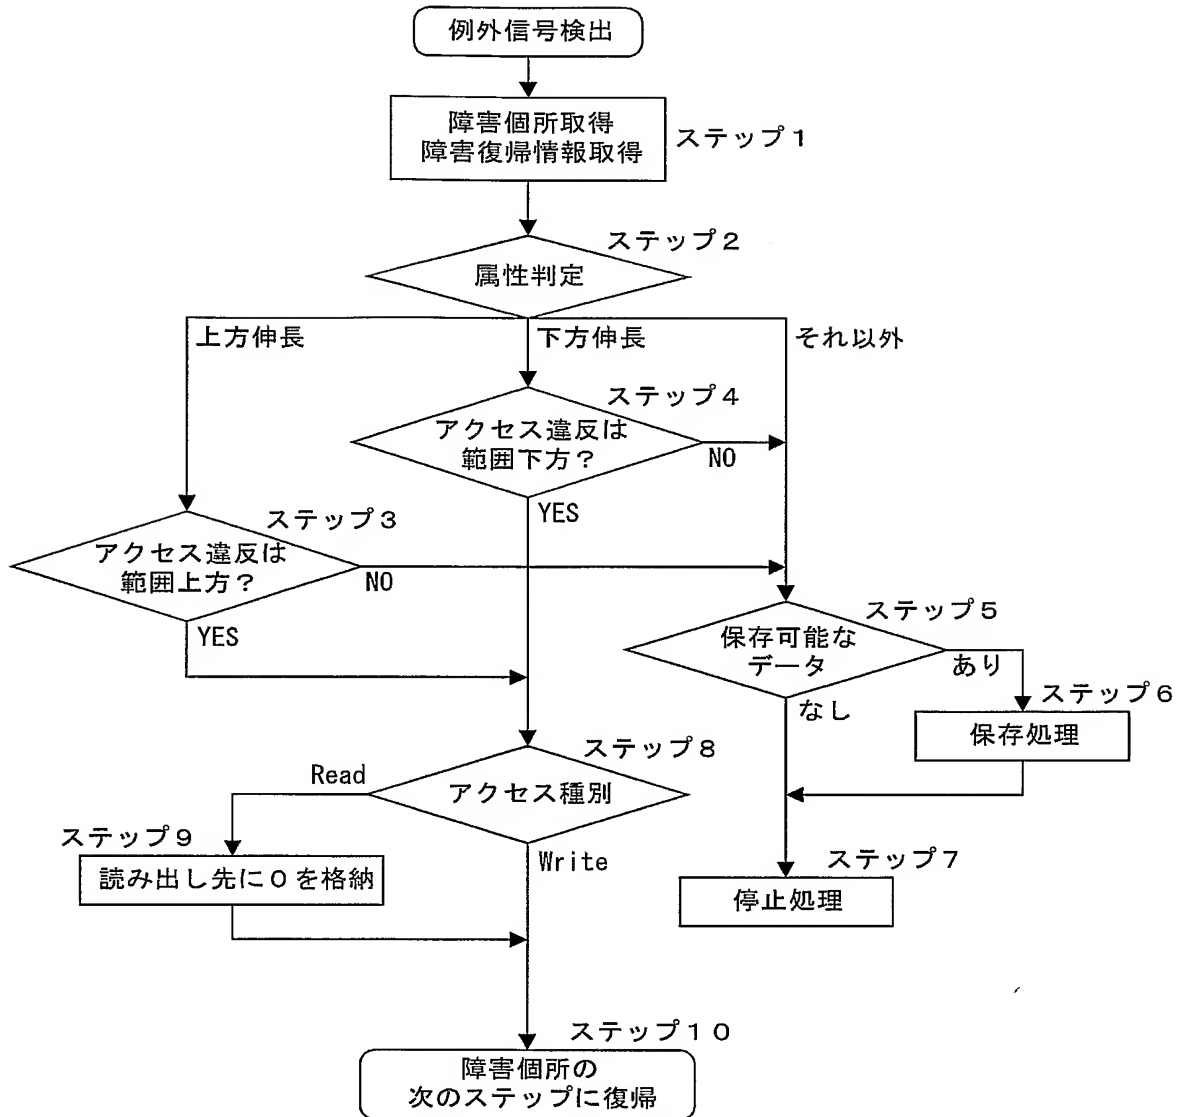 例外信号検出
障害個所取得
障害復帰情報取得
ステップ１
ステップ２
属性判定
上方伸長
下方伸長
それ以外
ステップ４
アクセス違反は
範囲下方？
NO
YES
ステップ３
アクセス違反は
範囲上方？
NO
YES
ステップ５
保存可能な
データ
あり
なし
ステップ６
保存処理
ステップ８
Read
アクセス種別
Write
ステップ９
読み出し先に０を格納
ステップ７
停止処理
ステップ１０
障害個所の
次のステップに復帰